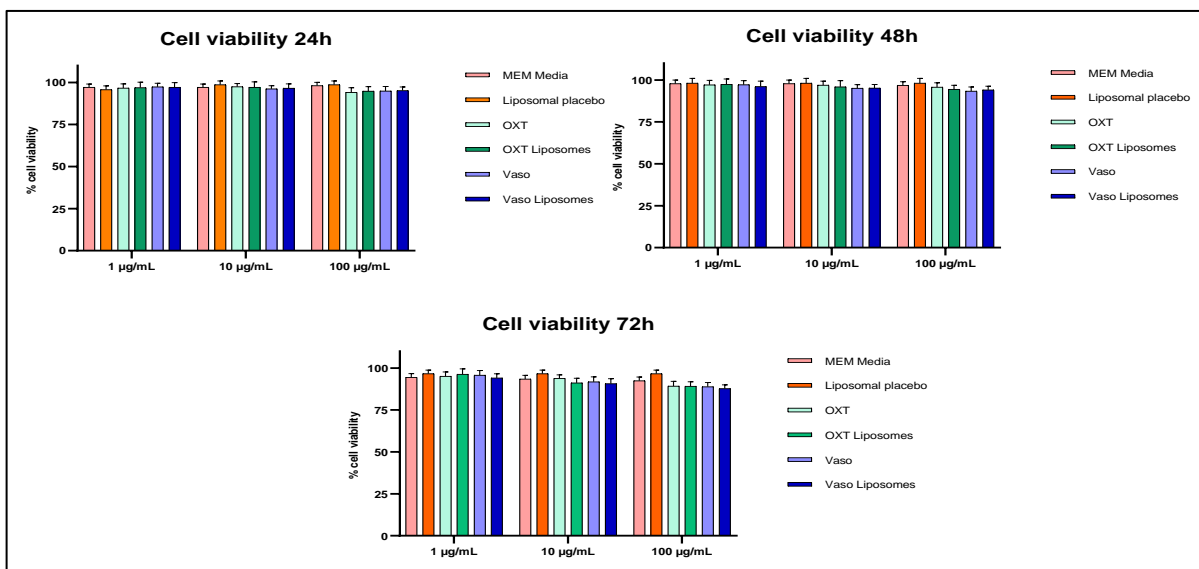 Cell viability 24h
% cell viability
100
75
50
25
0
1 µg/mL
10 µg/mL
100 µg/mL
MEM Media
Liposomal placebo
OXT
OXT Liposomes
Vaso
Vaso Liposomes
Cell viability 48h
% cell viability
100
75
50
25
0
1 µg/mL
10 µg/mL
100 µg/mL
MEM Media
Liposomal placebo
OXT
OXT Liposomes
Vaso
Vaso Liposomes
Cell viability 72h
% cell viability
100
75
50
25
0
1 µg/mL
10 µg/mL
100 µg/mL
MEM Media
Liposomal placebo
OXT
OXT Liposomes
Vaso
Vaso Liposomes